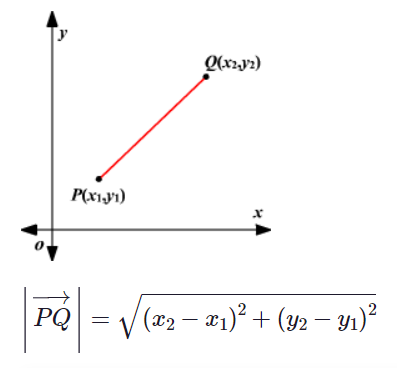 y
Q(x₂,y₂)
P(x₁,y₁)
x
o
|PQ⃗| = √(x₂ − x₁)² + (y₂ − y₁)²